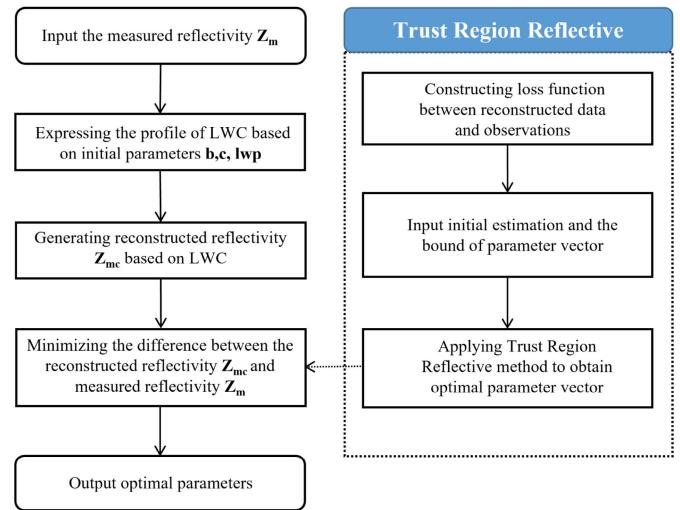 Input the measured reflectivity Zm
Expressing the profile of LWC based
on initial parameters b,c, lwp
Generating reconstructed reflectivity
Zmc based on LWC
Minimizing the difference between the
reconstructed reflectivity Zmc and
measured reflectivity Zm
Output optimal parameters
Trust Region Reflective
Constructing loss function
between reconstructed data
and observations
Input initial estimation and the
bound of parameter vector
Applying Trust Region
Reflective method to obtain
optimal parameter vector